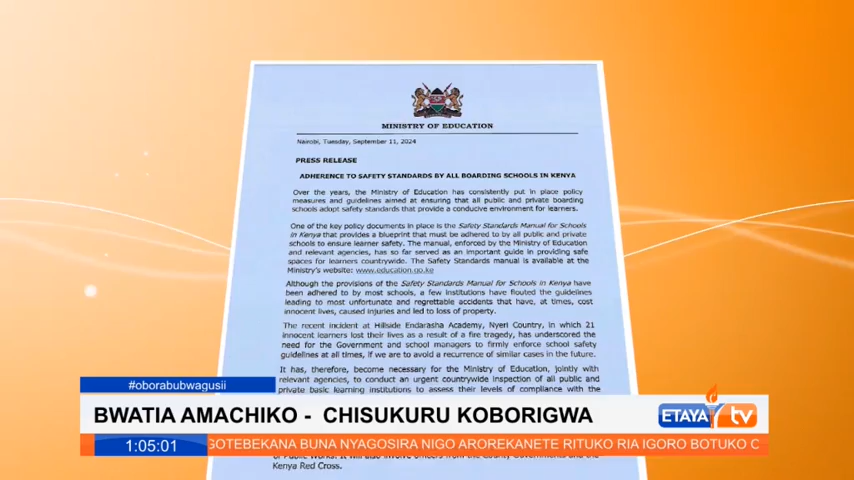 MINISTRY OF EDUCATION
Nairobi, Tuesday, September 11, 2024
PRESS RELEASE
ADHERENCE TO SAFETY STANDARDS BY ALL BOARDING SCHOOLS IN KENYA
Over the years, the Ministry of Education has consistently put in place policy
measures and guidelines aimed at ensuring that all public and private boarding
schools adopt safety standards that provide a conducive environment for learners.
One of the key policy documents in place is the Safety Standards Manual for Schools
in Kenya that provides a blueprint that must be adhered to by all public and private
schools to ensure learner safety. The manual, enforced by the Ministry of Education
and relevant agencies, has so far served as an important guide in providing safe
spaces for learners countrywide. The Safety Standards manual is available at the
Ministry's website: www.education.go.ke
Although the provisions of the Safety Standards Manual for Schools in Kenya have
been adhered to by most schools, a few institutions have flouted the guidelines
leading to most unfortunate and regrettable accidents that have, at times, cost
innocent lives, caused injuries and led to loss of property.
The recent incident at Hillside Endarasha Academy, Nyeri Country, in which 21
innocent learners lost their lives as a result of a fire tragedy, has underscored the
need for the Government and school managers to firmly enforce school safety
guidelines at all times, if we are to avoid a recurrence of similar cases in the future.
It has, therefore, become necessary for the Ministry of Education, jointly with
relevant agencies, to conduct an urgent countrywide inspection of all public and
private basic learning institutions to assess their levels of compliance with the
#oborabubwagusii
BWATIA AMACHIKO - CHISUKURU KOBORIGWA
ETAYA tv
1:05:01
GOTEBEKANA BUNA NYAGOSIRA NIGO AROREKANETE RITUKO RIA IGORO BOTUKO
of Public Works. It will also involve officers from the County Governments and the
Kenya Red Cross.